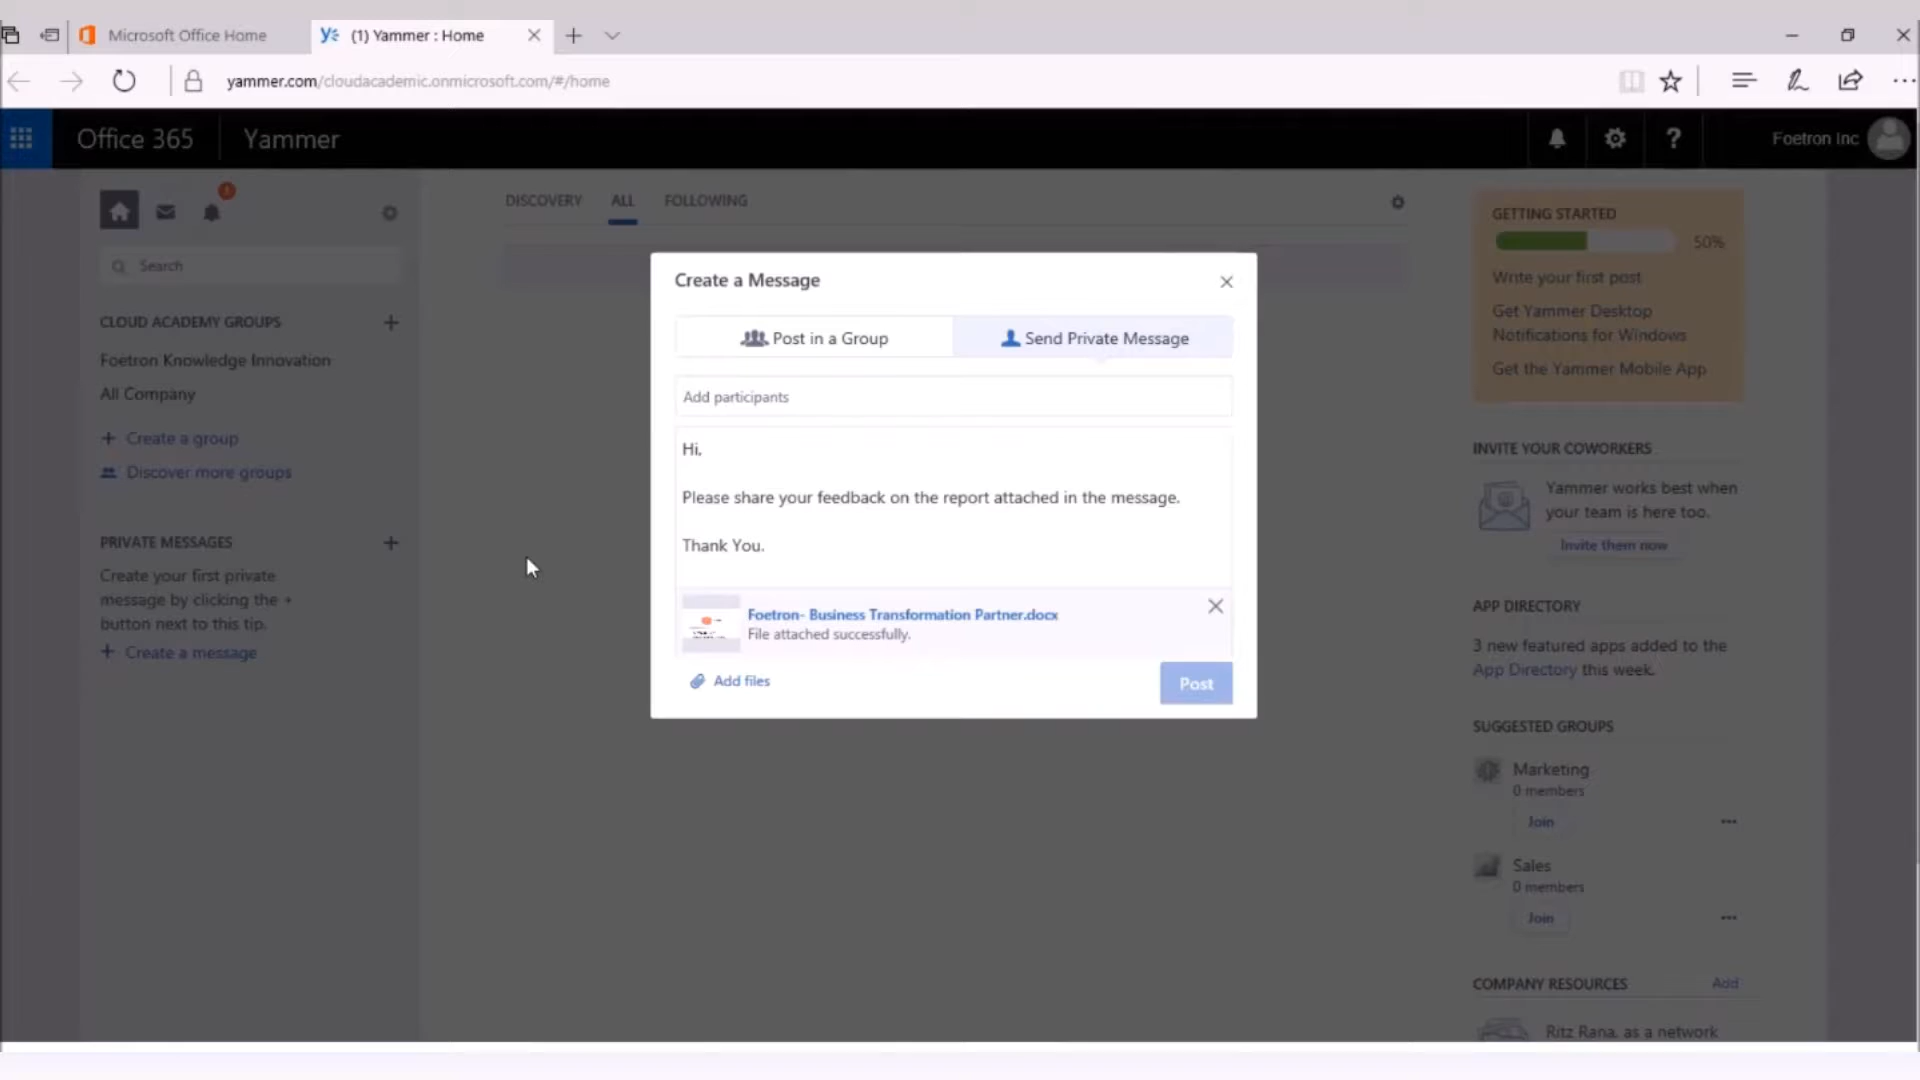 Microsoft Office Home
(1) Yammer : Home
yammer.com/cloudacademic.onmicrosoft.com/#/home
Office 365
Yammer
Foetron Inc
Search
CLOUD ACADEMY GROUPS
Foetron Knowledge Innovation
All Company
Create a group
Discover more groups
PRIVATE MESSAGES
Create your first private
message by clicking the +
button next to this tip.
+ Create a message
DISCOVERY
ALL
FOLLOWING
Create a Message
Post in a Group
Send Private Message
Add participants
Hi,
Please share your feedback on the report attached in the message.
Thank You.
Foetron- Business Transformation Partner.docx
File attached successfully.
Add files
Post
GETTING STARTED
50%
Write your first post
Get Yammer Desktop
Notifications for Windows
Get the Yammer Mobile App
INVITE YOUR COWORKERS
Yammer works best when
your team is here too.
Invite them now
APP DIRECTORY
3 new featured apps added to the
App Directory this week.
SUGGESTED GROUPS
Marketing
0 members
Join
Sales
0 members
Join
COMPANY RESOURCES
Add
Ritz Rana, as a network